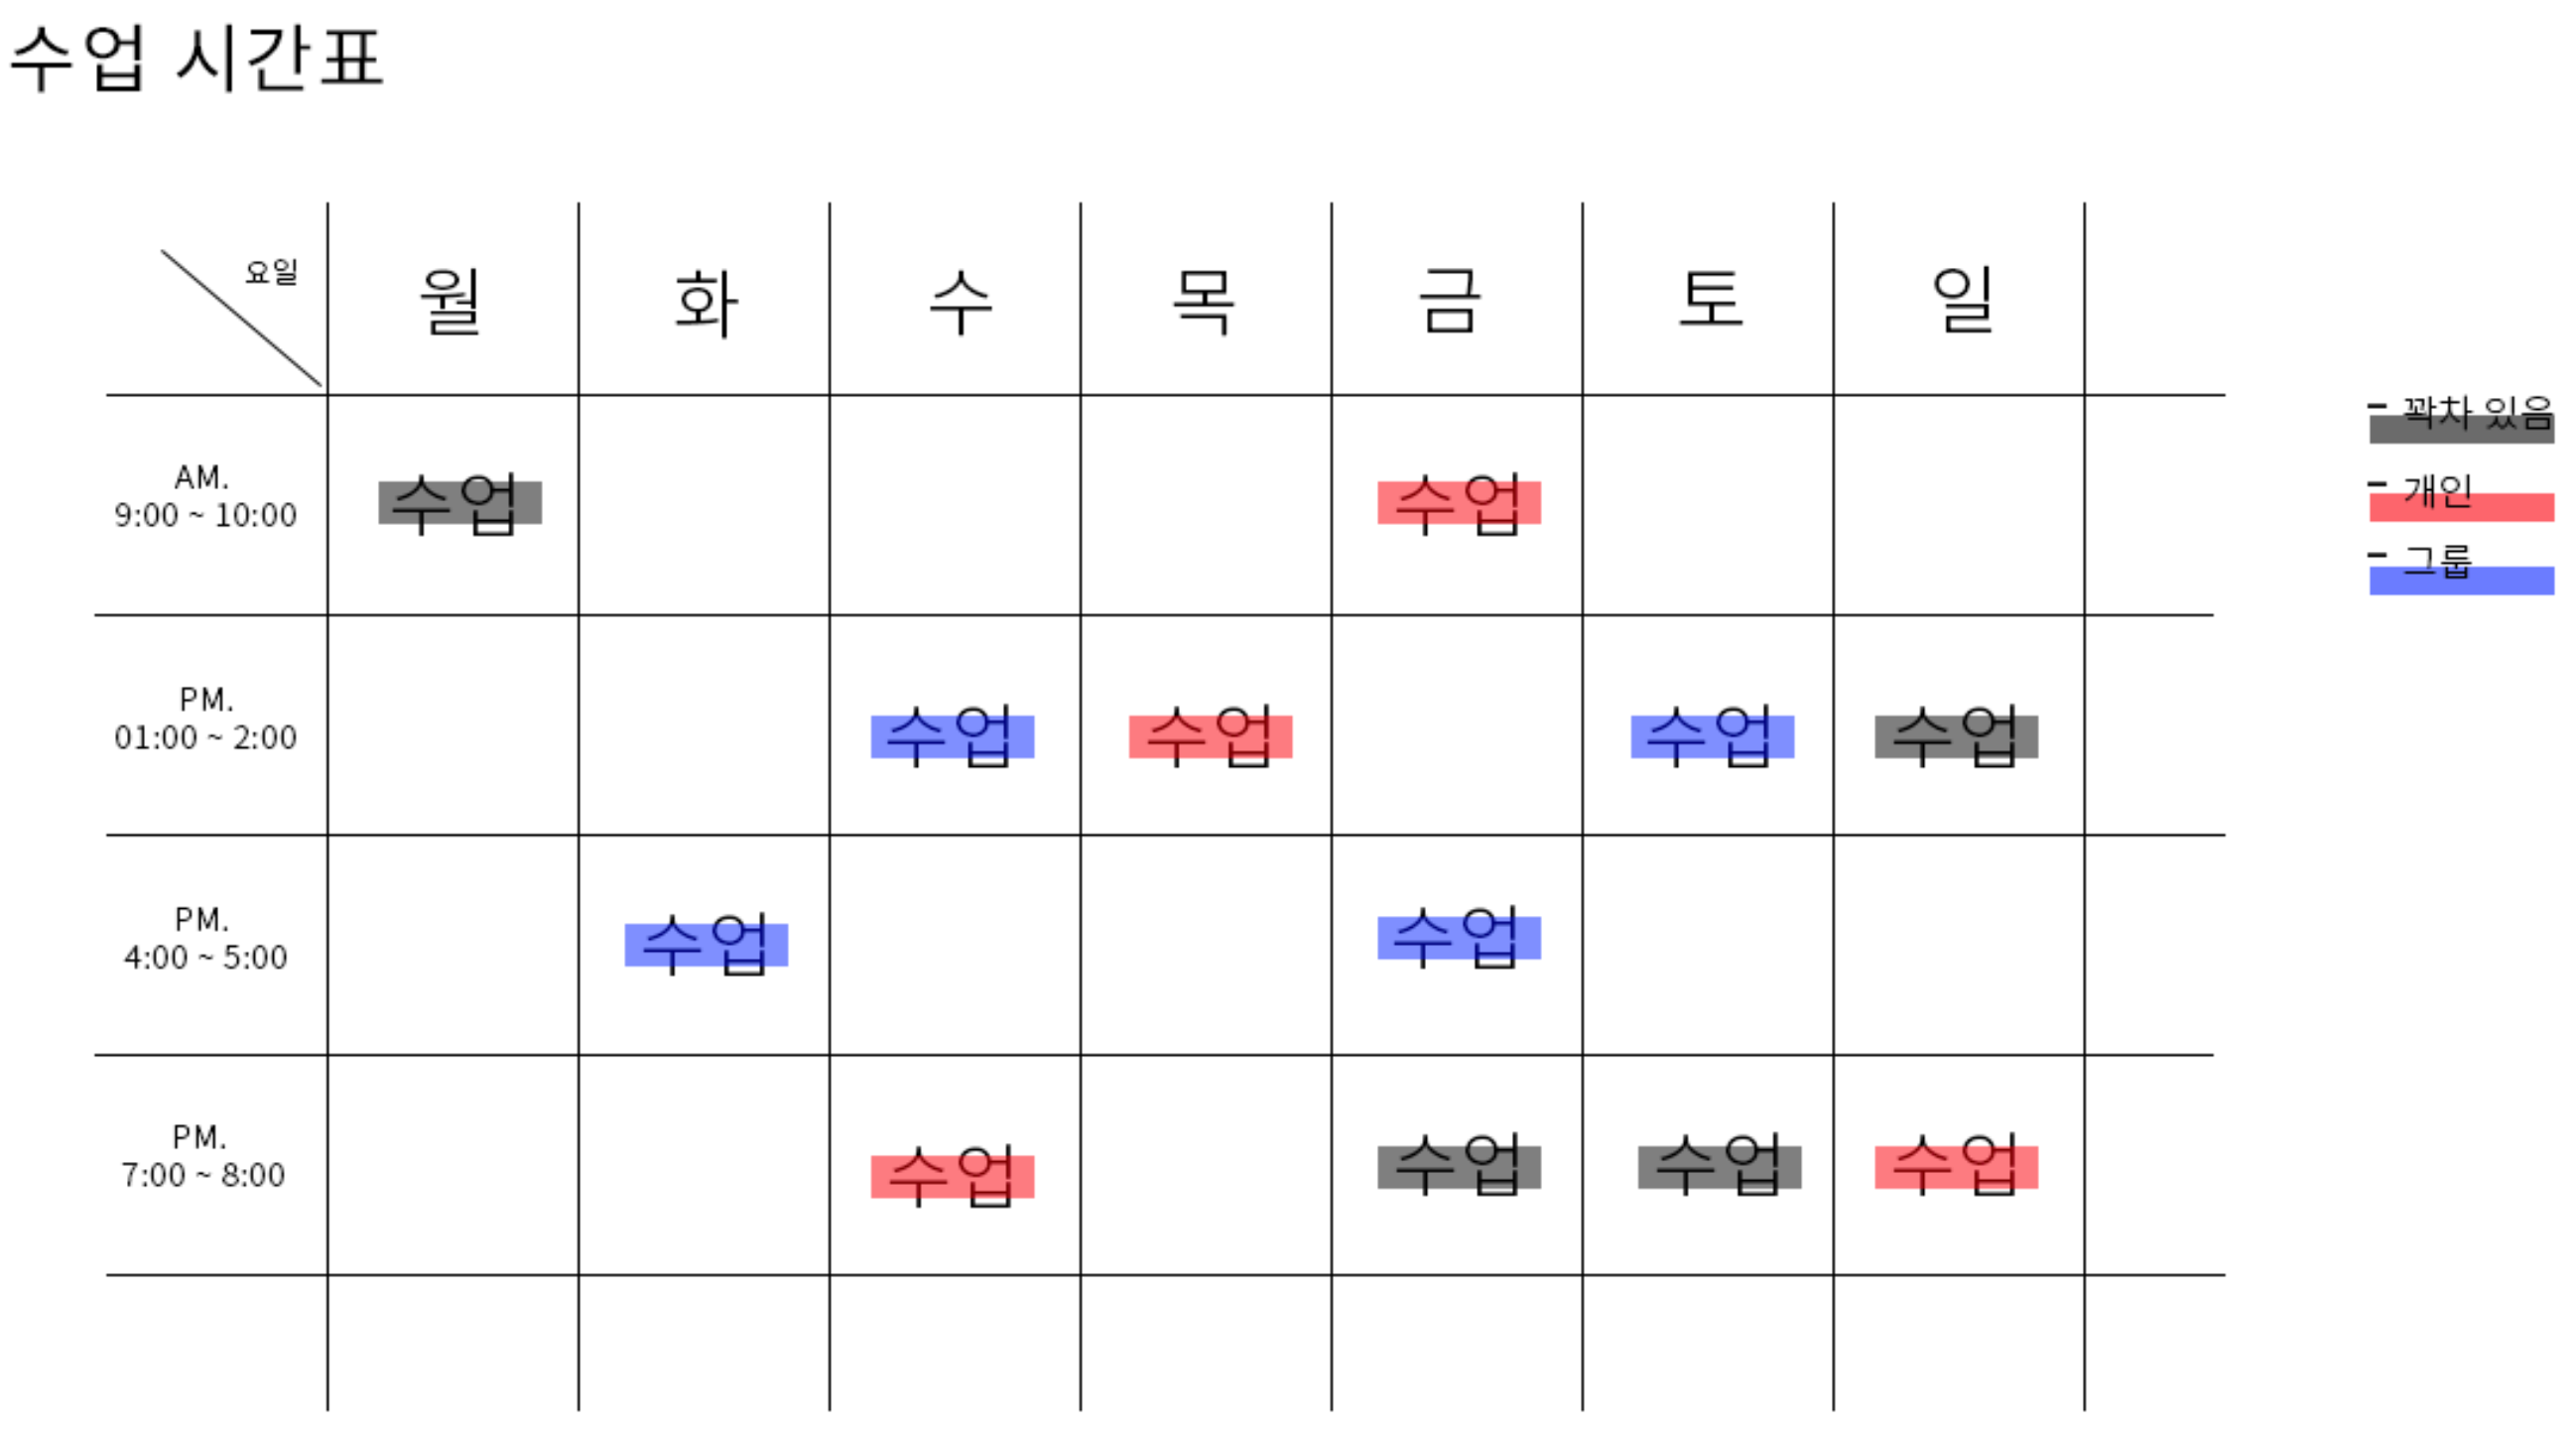 수업 시간표
요일
월 화 수 목 금 토 일
- 꽉차 있음
AM.
9:00 ~ 10:00
수업 수업
- 개인
- 그룹
PM.
01:00 ~ 2:00
수업 수업 수업 수업
PM.
4:00 ~ 5:00
수업 수업
PM.
7:00 ~ 8:00
수업 수업 수업 수업